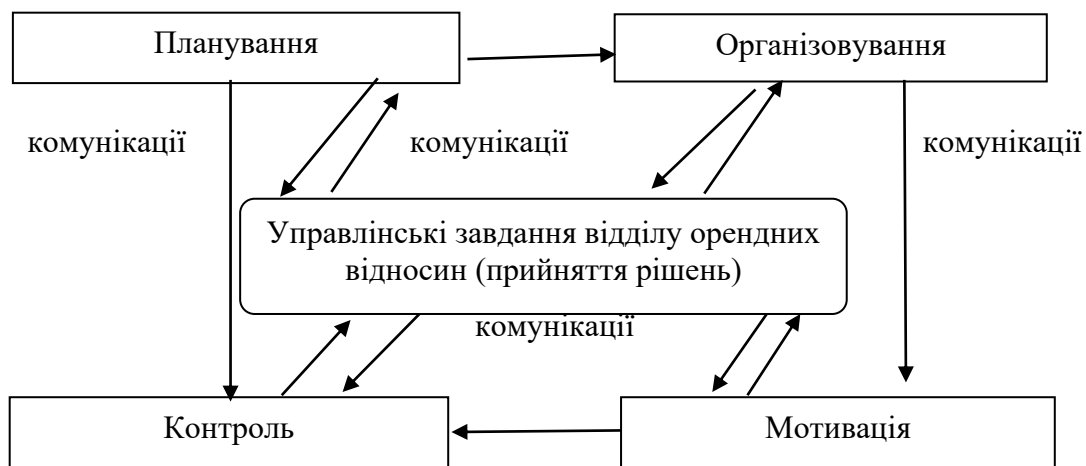 Планування
Організовування
комунікації
комунікації
комунікації
Управлінські завдання відділу орендних
відносин (прийняття рішень)
комунікації
Контроль
Мотивація